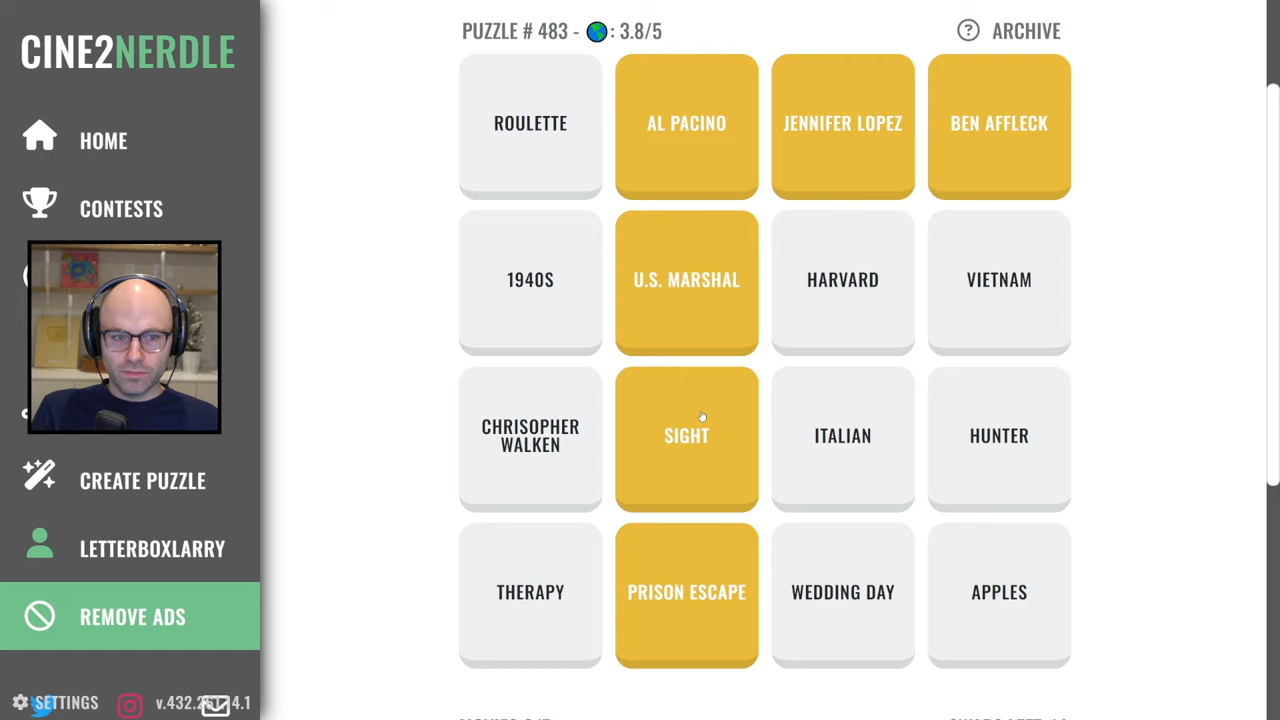 CINE2NERDLE
HOME
CONTESTS
CREATE PUZZLE
LETTERBOXLARRY
REMOVE ADS
SETTINGS
PUZZLE # 483 - : 3.8/5
? ARCHIVE
ROULETTE
AL PACINO
JENNIFER LOPEZ
BEN AFFLECK
1940S
U.S. MARSHAL
HARVARD
VIETNAM
CHRISOPHER
WALKEN
SIGHT
ITALIAN
HUNTER
THERAPY
PRISON ESCAPE
WEDDING DAY
APPLES